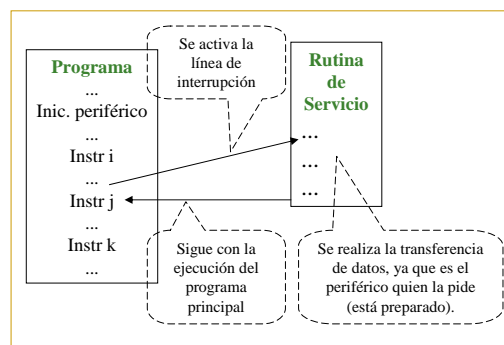 Programa
...
Inic. periférico
...
Instr i
...
Instr j
...
Instr k
...
Se activa la
línea de
interrupción
Rutina
de
Servicio
...
...
...
Sigue con la
ejecución del
programa
principal
Se realiza la transferencia
de datos, ya que es el
periférico quien la pide
(está preparado).